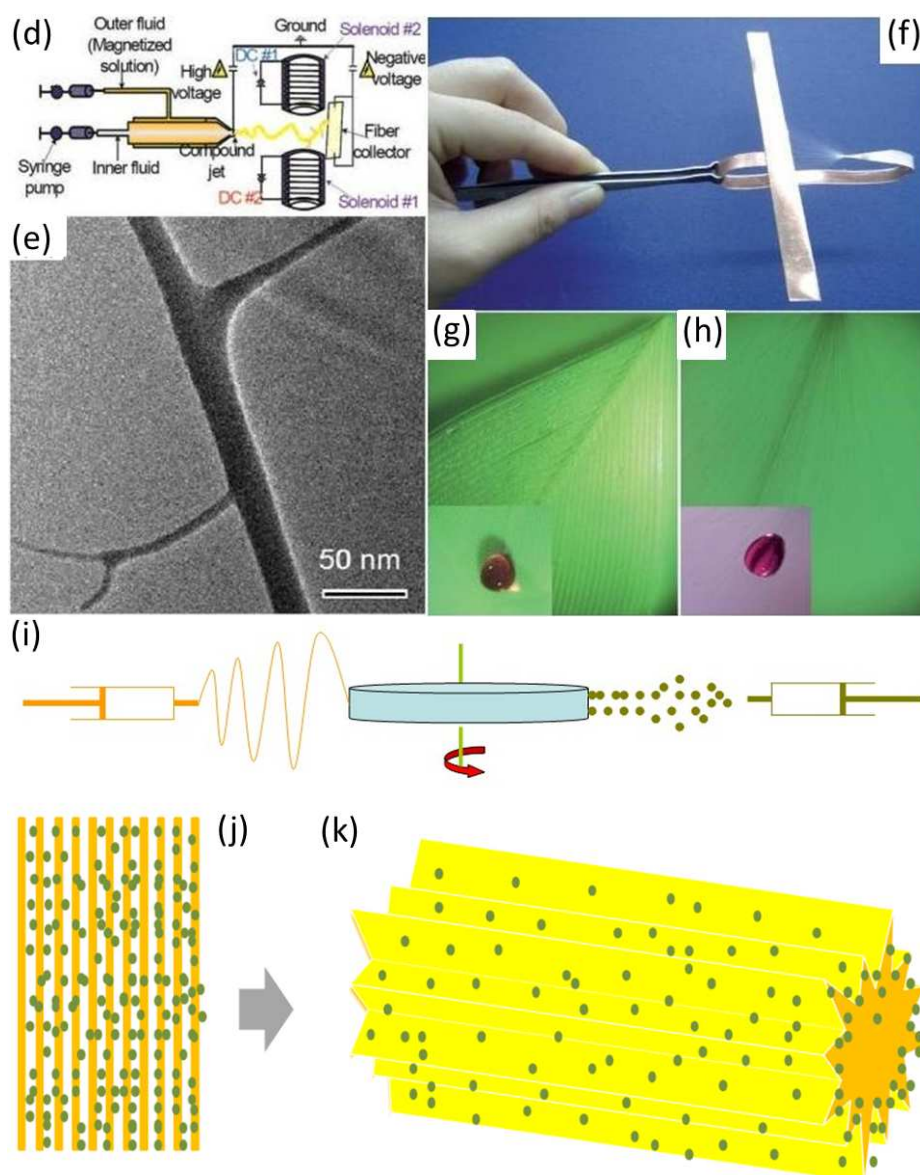 (d)
Ground
Solenoid #2
Outer fluid
(Magnetized
solution)
DC #1
High
voltage
Negative
voltage
Syringe
pump
Inner fluid
Compound
jet
Fiber
collector
DC #2
Solenoid#1
(e)
50 nm
(f)
(g)
(h)
(i)
(j)
(k)